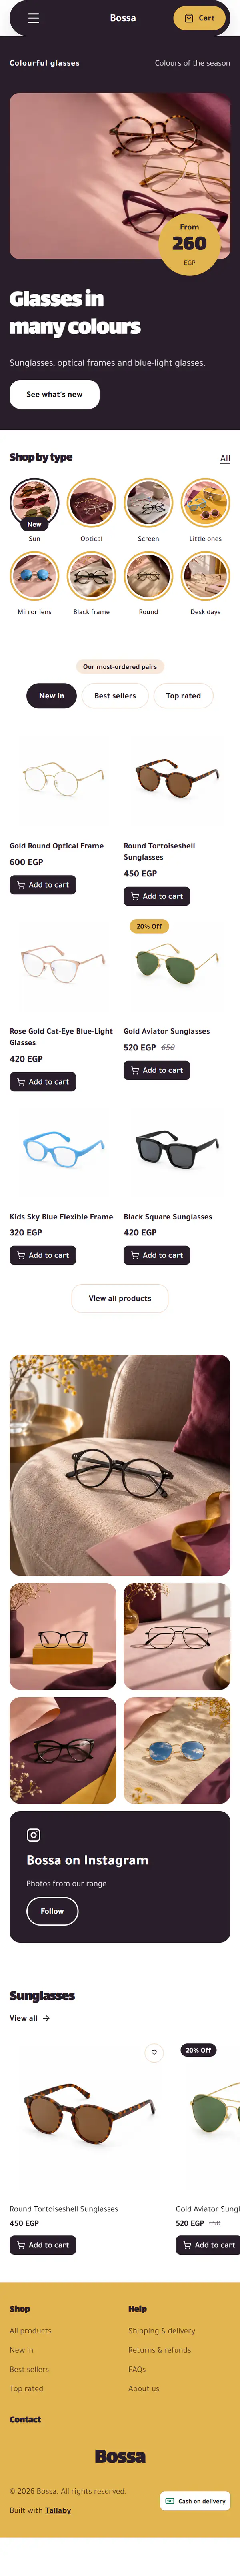 Bossa
Cart
Colourful glasses
Colours of the season
From
260
EGP
Glasses in
many colours
Sunglasses, optical frames and blue-light glasses.
See what's new
Shop by type
All
New
Sun
Optical
Screen
Little ones
Mirror lens
Black frame
Round
Desk days
Our most-ordered pairs
New in
Best sellers
Top rated
Gold Round Optical Frame
600 EGP
Add to cart
Round Tortoiseshell
Sunglasses
450 EGP
Add to cart
Rose Gold Cat-Eye Blue-Light
Glasses
420 EGP
Add to cart
20% Off
Gold Aviator Sunglasses
520 EGP 650
Add to cart
Kids Sky Blue Flexible Frame
320 EGP
Add to cart
Black Square Sunglasses
420 EGP
Add to cart
View all products
Bossa on Instagram
Photos from our range
Follow
Sunglasses
View all
Round Tortoiseshell Sunglasses
450 EGP
Add to cart
20% Off
Gold Aviator Sungl
520 EGP 650
Add to cart
Shop
All products
New in
Best sellers
Top rated
Help
Shipping & delivery
Returns & refunds
FAQs
About us
Contact
Bossa
© 2026 Bossa. All rights reserved.
Built with Tallaby
Cash on delivery